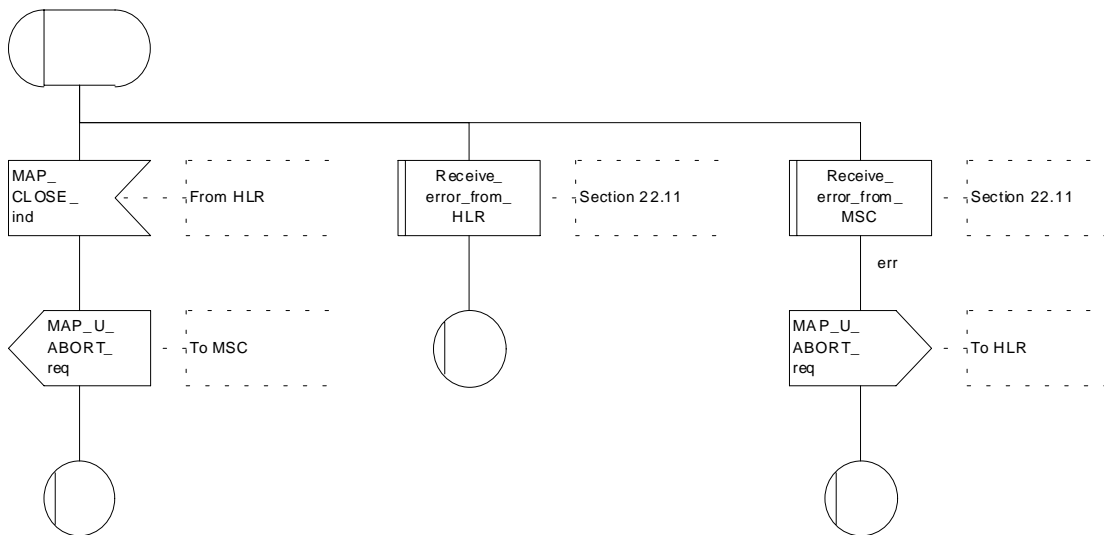 MAP_
CLOSE_
ind
From HLR
Receive_
error_from_
HLR
Section 22.11
Receive_
error_from_
MSC
Section 22.11
err
MAP_U_
ABORT_
req
To MSC
MAP_U_
ABORT_
req
To HLR